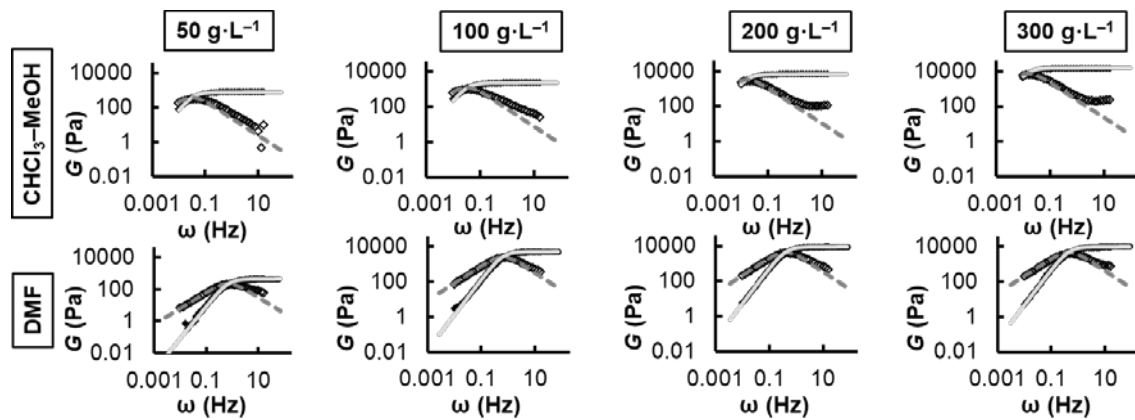 50 g·L⁻¹
100 g·L⁻¹
200 g·L⁻¹
300 g·L⁻¹
CHCl₃–MeOH
G (Pa)
10000
100
1
0.01
0.001 0.1 10
ω (Hz)
G (Pa)
10000
100
1
0.01
0.001 0.1 10
ω (Hz)
G (Pa)
10000
100
1
0.01
0.001 0.1 10
ω (Hz)
G (Pa)
10000
100
1
0.01
0.001 0.1 10
ω (Hz)
DMF
G (Pa)
10000
100
1
0.01
0.001 0.1 10
ω (Hz)
G (Pa)
10000
100
1
0.01
0.001 0.1 10
ω (Hz)
G (Pa)
10000
100
1
0.01
0.001 0.1 10
ω (Hz)
G (Pa)
10000
100
1
0.01
0.001 0.1 10
ω (Hz)